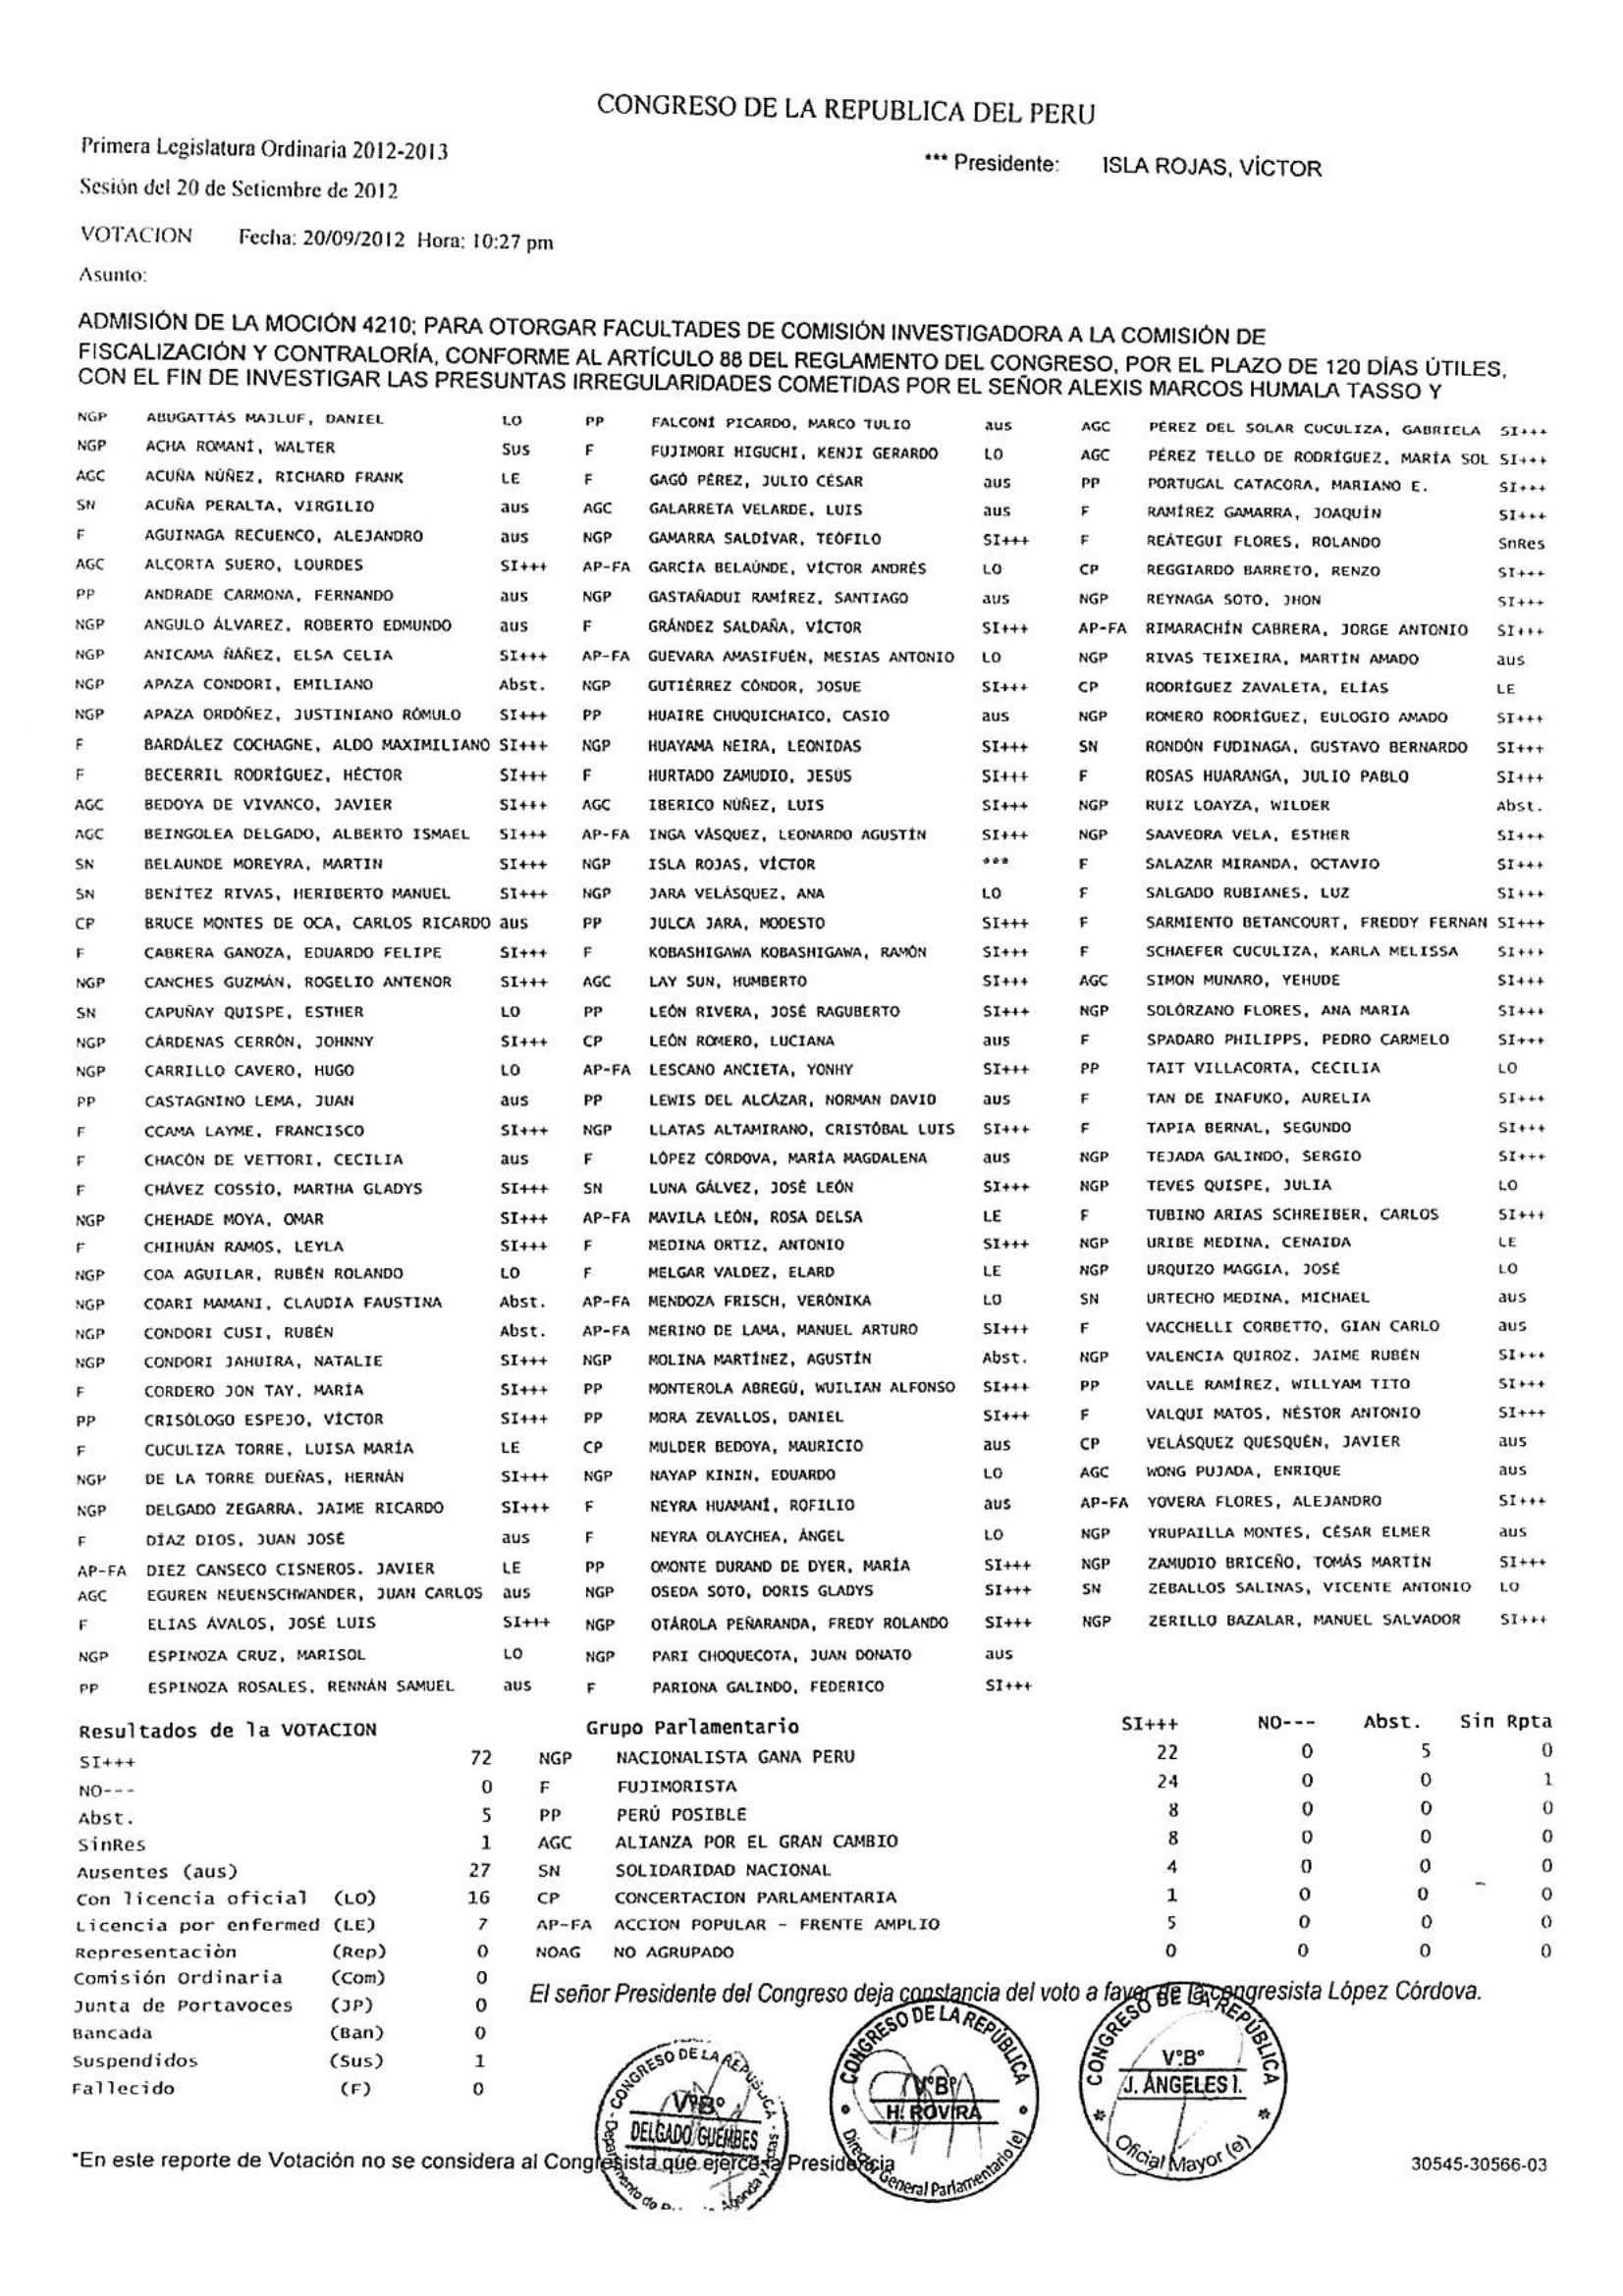 CONGRESO DE LA REPUBLICA DEL PERU
Primera Legislatura Ordinaria 2012-2013
*** Presidente: ISLA ROJAS, VÍCTOR
Sesión del 20 de Setiembre de 2012
VOTACION Fecha: 20/09/2012 Hora: 10:27 pm
Asunto:
ADMISIÓN DE LA MOCIÓN 4210; PARA OTORGAR FACULTADES DE COMISIÓN INVESTIGADORA A LA COMISIÓN DE
FISCALIZACIÓN Y CONTRALORÍA, CONFORME AL ARTÍCULO 88 DEL REGLAMENTO DEL CONGRESO, POR EL PLAZO DE 120 DÍAS ÚTILES,
CON EL FIN DE INVESTIGAR LAS PRESUNTAS IRREGULARIDADES COMETIDAS POR EL SEÑOR ALEXIS MARCOS HUMALA TASSO Y
NGP ABUGATTÁS MAJLUF, DANIEL LO PP FALCONÍ PICARDO, MARCO TULIO aus AGC PÉREZ DEL SOLAR CUCULIZA, GABRIELA SI+++
NGP ACHA ROMANÍ, WALTER Sus F FUJIMORI HIGUCHI, KENJI GERARDO LO AGC PÉREZ TELLO DE RODRÍGUEZ, MARÍA SOL SI+++
AGC ACUÑA NÚÑEZ, RICHARD FRANK LE F GAGÓ PÉREZ, JULIO CÉSAR aus PP PORTUGAL CATACORA, MARIANO E. SI+++
SN ACUÑA PERALTA, VIRGILIO aus AGC GALARRETA VELARDE, LUIS aus F RAMÍREZ GAMARRA, JOAQUÍN SI+++
F AGUINAGA RECUENCO, ALEJANDRO aus NGP GAMARRA SALDÍVAR, TEÓFILO SI+++ F REÁTEGUI FLORES, ROLANDO SnRes
AGC ALCORTA SUERO, LOURDES SI+++ AP-FA GARCÍA BELAÚNDE, VÍCTOR ANDRÉS LO CP REGGIARDO BARRETO, RENZO SI+++
PP ANDRADE CARMONA, FERNANDO aus NGP GASTAÑADUI RAMÍREZ, SANTIAGO aus NGP REYNAGA SOTO, JHON SI+++
NGP ANGULO ÁLVAREZ, ROBERTO EDMUNDO aus F GRÁNDEZ SALDAÑA, VÍCTOR SI+++ AP-FA RIMARACHÍN CABRERA, JORGE ANTONIO SI+++
NGP ANICAMA ÑÁÑEZ, ELSA CELIA SI+++ AP-FA GUEVARA AMASIFUÉN, MESIAS ANTONIO LO NGP RIVAS TEIXEIRA, MARTÍN AMADO aus
NGP APAZA CONDORI, EMILIANO Abst. NGP GUTIÉRREZ CÓNDOR, JOSUE SI+++ CP RODRÍGUEZ ZAVALETA, ELÍAS LE
NGP APAZA ORDÓÑEZ, JUSTINIANO RÓMULO SI+++ PP HUAIRE CHUQUICHAICO, CASIO aus NGP ROMERO RODRÍGUEZ, EULOGIO AMADO SI+++
F BARDÁLEZ COCHAGNE, ALDO MAXIMILIANO SI+++ NGP HUAYAMA NEIRA, LEONIDAS SI+++ SN RONDÓN FUDINAGA, GUSTAVO BERNARDO SI+++
F BECERRIL RODRÍGUEZ, HÉCTOR SI+++ F HURTADO ZAMUDIO, JESÚS SI+++ F ROSAS HUARANGA, JULIO PABLO SI+++
AGC BEDOYA DE VIVANCO, JAVIER SI+++ AGC IBERICO NÚÑEZ, LUIS SI+++ NGP RUIZ LOAYZA, WILDER Abst.
AGC BEINGOLEA DELGADO, ALBERTO ISMAEL SI+++ AP-FA INGA VÁSQUEZ, LEONARDO AGUSTÍN SI+++ NGP SAAVEDRA VELA, ESTHER SI+++
SN BELAUNDE MOREYRA, MARTIN SI+++ NGP ISLA ROJAS, VÍCTOR *** F SALAZAR MIRANDA, OCTAVIO SI+++
SN BENÍTEZ RIVAS, HERIBERTO MANUEL SI+++ NGP JARA VELÁSQUEZ, ANA LO F SALGADO RUBIANES, LUZ SI+++
CP BRUCE MONTES DE OCA, CARLOS RICARDO aus PP JULCA JARA, MODESTO SI+++ F SARMIENTO BETANCOURT, FREDDY FERNAN SI+++
F CABRERA GANOZA, EDUARDO FELIPE SI+++ F KOBASHIGAWA KOBASHIGAWA, RAMÓN SI+++ F SCHAEFER CUCULIZA, KARLA MELISSA SI+++
NGP CANCHES GUZMÁN, ROGELIO ANTENOR SI+++ AGC LAY SUN, HUMBERTO SI+++ AGC SIMON MUNARO, YEHUDE SI+++
SN CAPUÑAY QUISPE, ESTHER LO PP LEÓN RIVERA, JOSÉ RAGUBERTO SI+++ NGP SOLÓRZANO FLORES, ANA MARIA SI+++
NGP CÁRDENAS CERRÓN, JOHNNY SI+++ CP LEÓN ROMERO, LUCIANA aus F SPADARO PHILIPPS, PEDRO CARMELO SI+++
NGP CARRILLO CAVERO, HUGO LO AP-FA LESCANO ANCIETA, YONHY SI+++ PP TAIT VILLACORTA, CECILIA LO
PP CASTAGNINO LEMA, JUAN aus PP LEWIS DEL ALCÁZAR, NORMAN DAVID aus F TAN DE INAFUKO, AURELIA SI+++
F CCAMA LAYME, FRANCISCO SI+++ NGP LLATAS ALTAMIRANO, CRISTÓBAL LUIS SI+++ F TAPIA BERNAL, SEGUNDO SI+++
F CHACÓN DE VETTORI, CECILIA aus F LÓPEZ CÓRDOVA, MARÍA MAGDALENA aus NGP TEJADA GALINDO, SERGIO SI+++
F CHÁVEZ COSSÍO, MARTHA GLADYS SI+++ SN LUNA GÁLVEZ, JOSÉ LEÓN SI+++ NGP TEVES QUISPE, JULIA LO
NGP CHEHADE MOYA, OMAR SI+++ AP-FA MAVILA LEÓN, ROSA DELSA LE F TUBINO ARIAS SCHREIBER, CARLOS SI+++
F CHIHUÁN RAMOS, LEYLA SI+++ F MEDINA ORTIZ, ANTONIO SI+++ NGP URIBE MEDINA, CENAIDA LE
NGP COA AGUILAR, RUBÉN ROLANDO LO F MELGAR VALDEZ, ELARD LE NGP URQUIZO MAGGIA, JOSÉ LO
NGP COARI MAMANI, CLAUDIA FAUSTINA Abst. AP-FA MENDOZA FRISCH, VERÓNIKA LO SN URTECHO MEDINA, MICHAEL aus
NGP CONDORI CUSI, RUBÉN Abst. AP-FA MERINO DE LAMA, MANUEL ARTURO SI+++ F VACCHELLI CORBETTO, GIAN CARLO aus
NGP CONDORI JAHUIRA, NATALIE SI+++ NGP MOLINA MARTÍNEZ, AGUSTÍN Abst. NGP VALENCIA QUIROZ, JAIME RUBÉN SI+++
F CORDERO JON TAY, MARÍA SI+++ PP MONTEROLA ABREGÚ, WUILIAN ALFONSO SI+++ PP VALLE RAMÍREZ, WILLYAM TITO SI+++
PP CRISÓLOGO ESPEJO, VÍCTOR SI+++ PP MORA ZEVALLOS, DANIEL SI+++ F VALQUI MATOS, NÉSTOR ANTONIO SI+++
F CUCULIZA TORRE, LUISA MARÍA LE CP MULDER BEDOYA, MAURICIO aus CP VELÁSQUEZ QUESQUÉN, JAVIER aus
NGP DE LA TORRE DUEÑAS, HERNÁN SI+++ NGP NAYAP KININ, EDUARDO LO AGC WONG PUJADA, ENRIQUE aus
NGP DELGADO ZEGARRA, JAIME RICARDO SI+++ F NEYRA HUAMANÍ, ROFILIO aus AP-FA YOVERA FLORES, ALEJANDRO SI+++
F DÍAZ DIOS, JUAN JOSÉ aus F NEYRA OLAYCHEA, ÁNGEL LO NGP YRUPAILLA MONTES, CÉSAR ELMER aus
AP-FA DIEZ CANSECO CISNEROS, JAVIER LE PP OMONTE DURAND DE DYER, MARÍA SI+++ NGP ZAMUDIO BRICEÑO, TOMÁS MARTÍN SI+++
AGC EGUREN NEUENSCHWANDER, JUAN CARLOS aus NGP OSEDA SOTO, DORIS GLADYS SI+++ SN ZEBALLOS SALINAS, VICENTE ANTONIO LO
F ELÍAS ÁVALOS, JOSÉ LUIS SI+++ NGP OTÁROLA PEÑARANDA, FREDY ROLANDO SI+++ NGP ZERILLO BAZALAR, MANUEL SALVADOR SI+++
NGP ESPINOZA CRUZ, MARISOL LO NGP PARI CHOQUECOTA, JUAN DONATO aus
PP ESPINOZA ROSALES, RENNÁN SAMUEL aus F PARIONA GALINDO, FEDERICO SI+++
Resultados de la VOTACION Grupo Parlamentario SI+++ NO--- Abst. Sin Rpta
SI+++ 72 NGP NACIONALISTA GANA PERU 22 0 5 0
NO--- 0 F FUJIMORISTA 24 0 0 1
Abst. 5 PP PERÚ POSIBLE 8 0 0 0
SinRes 1 AGC ALIANZA POR EL GRAN CAMBIO 8 0 0 0
Ausentes (aus) 27 SN SOLIDARIDAD NACIONAL 4 0 0 0
Con licencia oficial (LO) 16 CP CONCERTACION PARLAMENTARIA 1 0 0 0
Licencia por enfermed (LE) 7 AP-FA ACCION POPULAR - FRENTE AMPLIO 5 0 0 0
Representación (Rep) 0 NOAG NO AGRUPADO 0 0 0 0
Comisión Ordinaria (Com) 0
El señor Presidente del Congreso deja constancia del voto a favor de la congresista López Córdova.
Junta de Portavoces (JP) 0
Bancada (Ban) 0
Suspendidos (Sus) 1
Fallecido (F) 0
CONGRESO DE LA REPÚBLICA
V°B°
DELGADO GUEMBES
CONGRESO DE LA REPÚBLICA
V°B°
H. ROVIRA
Director General Parlamentario (e)
CONGRESO DE LA REPÚBLICA
V°B°
J. ÁNGELES I.
Oficial Mayor (e)
*En este reporte de Votación no se considera al Congresista que ejerce la Presidencia
30545-30566-03